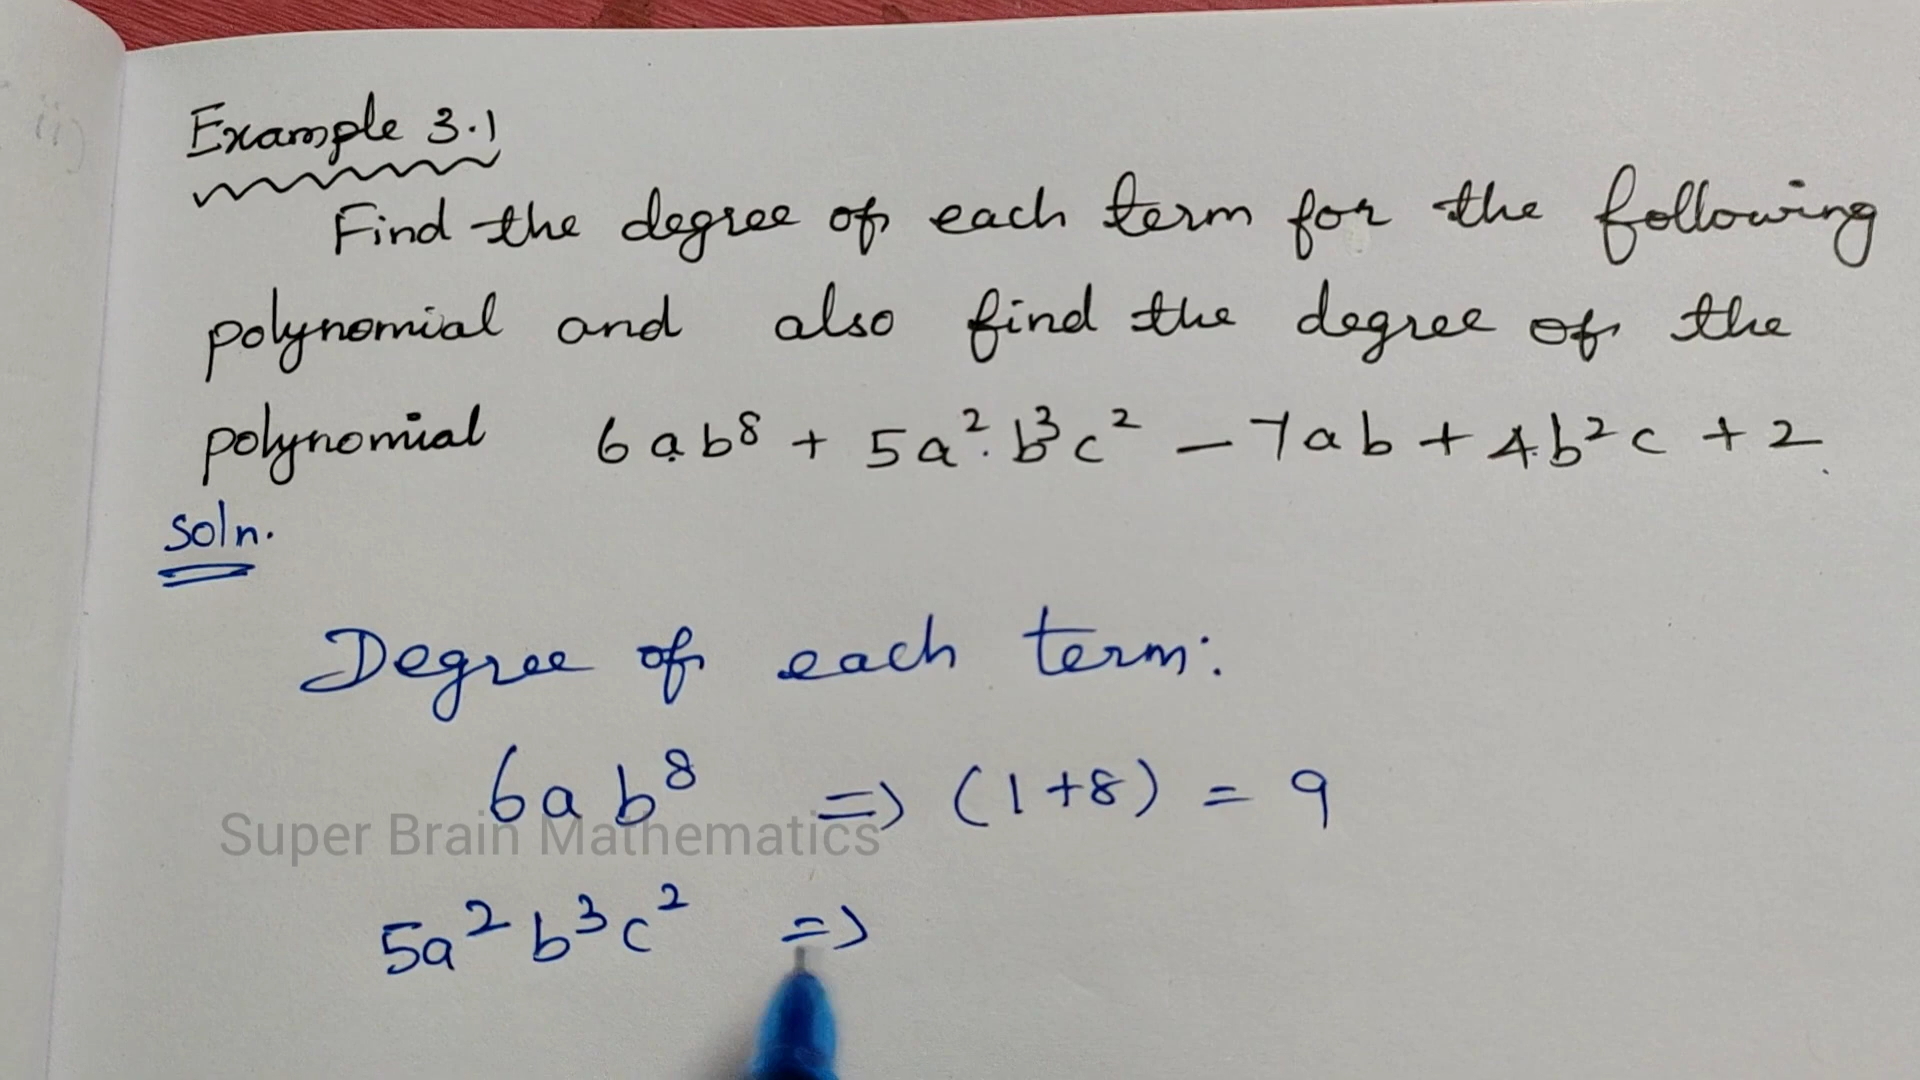 Example 3.1
Find the degree of each term for the following
polynomial and also find the degree of the
polynomial 6ab⁸ + 5a²·b³c² - 7ab + 4b²c + 2.
Soln.
Degree of each term:
6ab⁸ => (1+8) = 9
Super Brain Mathematics
5a²b³c² =>